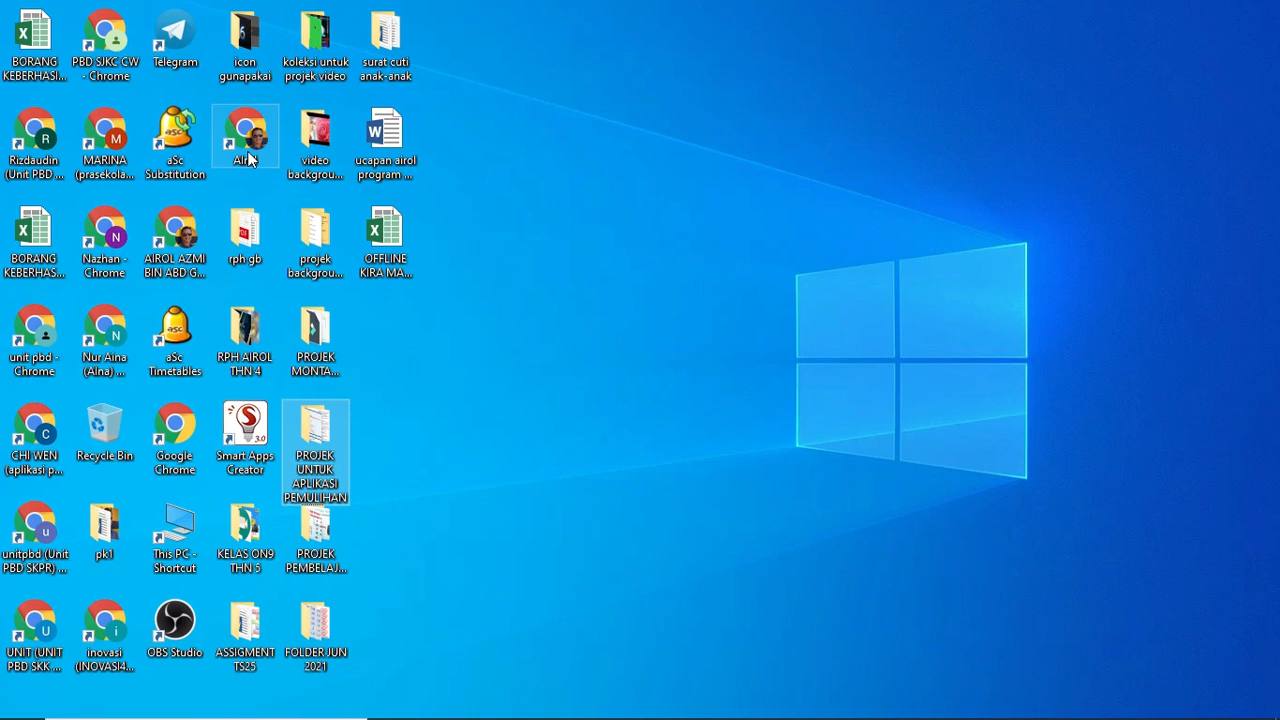 BORANG
KEBERHASI...
PBD SJKC CW
- Chrome
Telegram
icon
gunapakai
koleksi untuk
projek video
surat cuti
anak-anak
Rizdaudin
(Unit PBD ...
MARINA
(prasekola...
aSc
Substitution
video
backgrou...
ucapan airol
program ...
BORANG
KEBERHAS...
Nazhan -
Chrome
AIROL AZMI
BIN ABD G...
rph gb
projek
backgrou...
OFFLINE
KIRA MA...
unit pbd -
Chrome
Nur Aina
(Alna) ...
aSc
Timetables
RPH AIROL
THN 4
PROJEK
MONTA...
CHI WEN
(aplikasi p...
Recycle Bin
Google
Chrome
Smart Apps
Creator
PROJEK
UNTUK
APLIKASI
PEMULIHAN
unitpbd (Unit
PBD SKPR) ...
pk1
This PC -
Shortcut
KELAS ON9
THN 5
PROJEK
PEMBELAJ...
UNIT (UNIT
PBD SKK ...
inovasi
(INOVASI4...
OBS Studio
ASSIGMENT
TS25
FOLDER JUN
2021